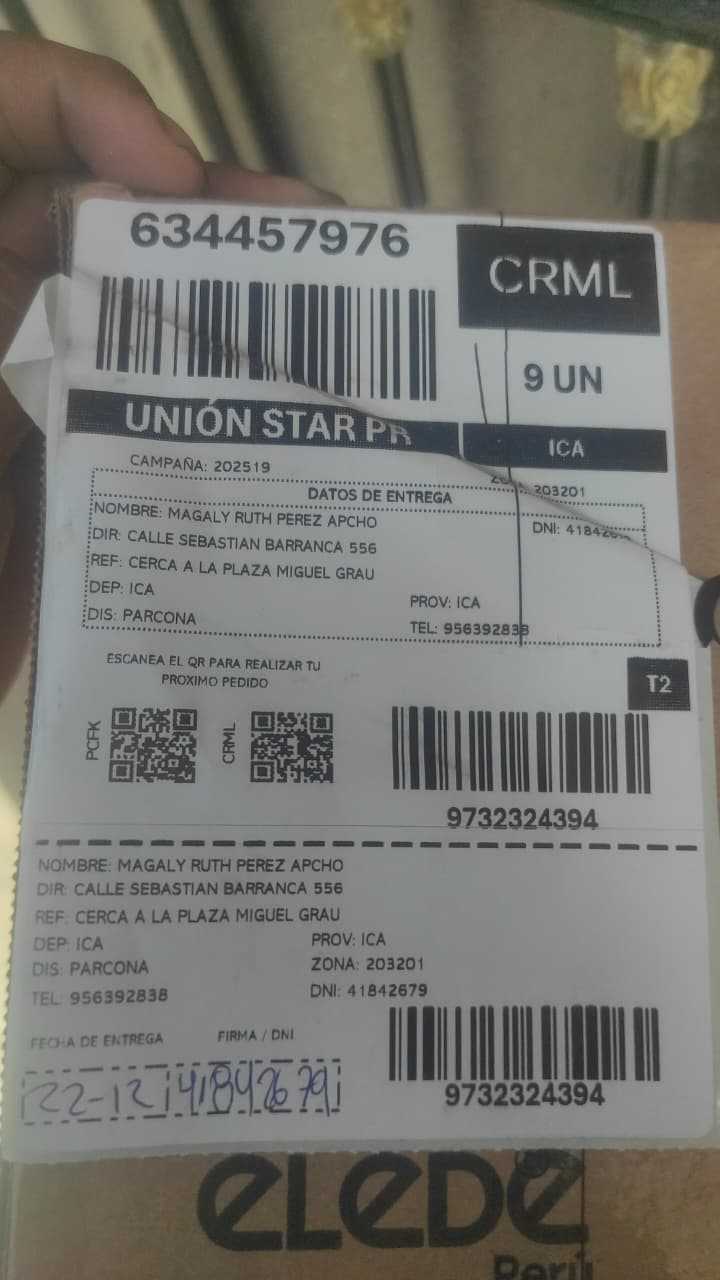 634457976
CRML
9 UN
UNIÓN STAR PR
ICA
CAMPAÑA: 202519
203201
DATOS DE ENTREGA
NOMBRE: MAGALY RUTH PEREZ APCHO
DNI:
DIR: CALLE SEBASTIAN BARRANCA 556
REF: CERCA A LA PLAZA MIGUEL GRAU
DEP: ICA
PROV: ICA
DIS: PARCONA
TEL: 956392838
ESCANEA EL QR PARA REALIZAR TU
PROXIMO PEDIDO
T2
PCFK
CRML
9732324394
NOMBRE: MAGALY RUTH PEREZ APCHO
DIR: CALLE SEBASTIAN BARRANCA 556
REF: CERCA A LA PLAZA MIGUEL GRAU
DEP: ICA
PROV: ICA
DIS: PARCONA
ZONA: 203201
TEL: 956392838
DNI: 41842679
FECHA DE ENTREGA
FIRMA / DNI
22-12
41842679
9732324394
eLeDe
Perú